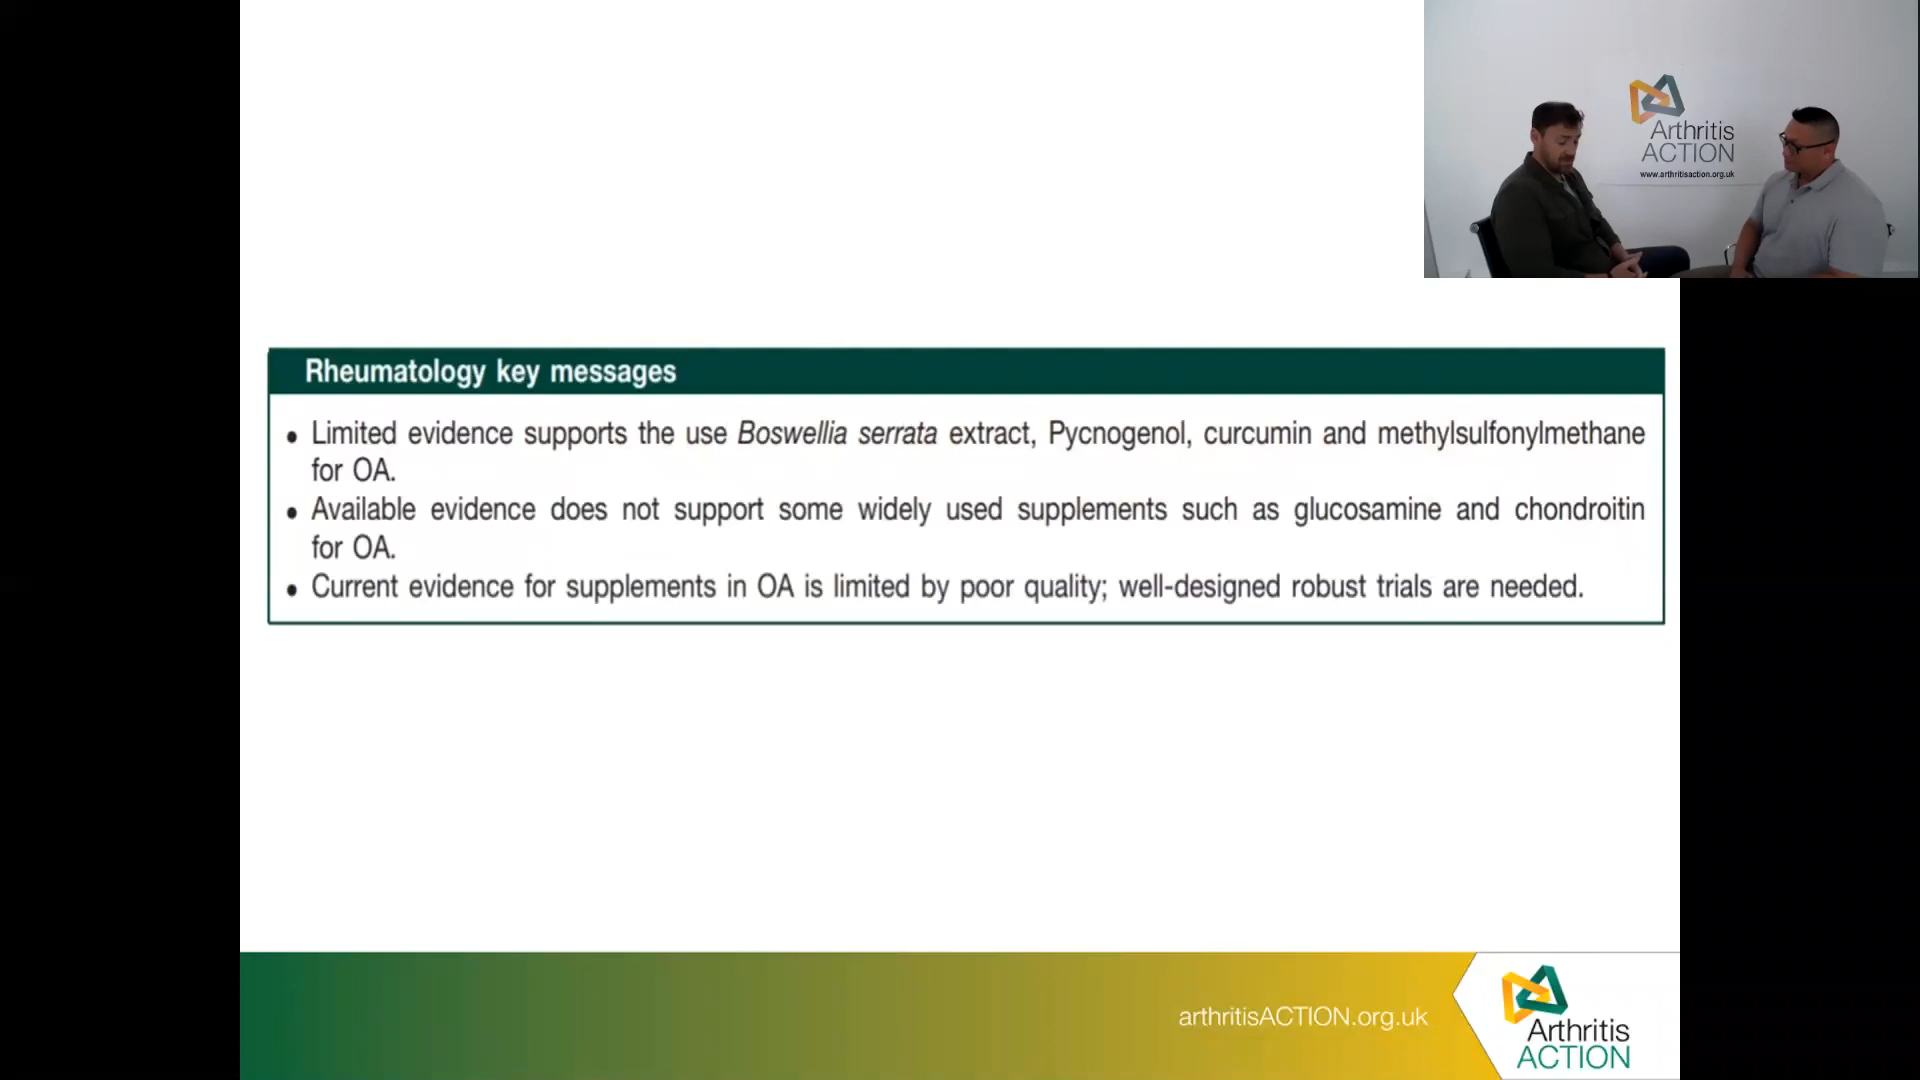 Arthritis
ACTION
www.arthritisaction.org.uk
Rheumatology key messages
• Limited evidence supports the use Boswellia serrata extract, Pycnogenol, curcumin and methylsulfonylmethane
for OA.
• Available evidence does not support some widely used supplements such as glucosamine and chondroitin
for OA.
• Current evidence for supplements in OA is limited by poor quality; well-designed robust trials are needed.
arthritisACTION.org.uk
Arthritis
ACTION